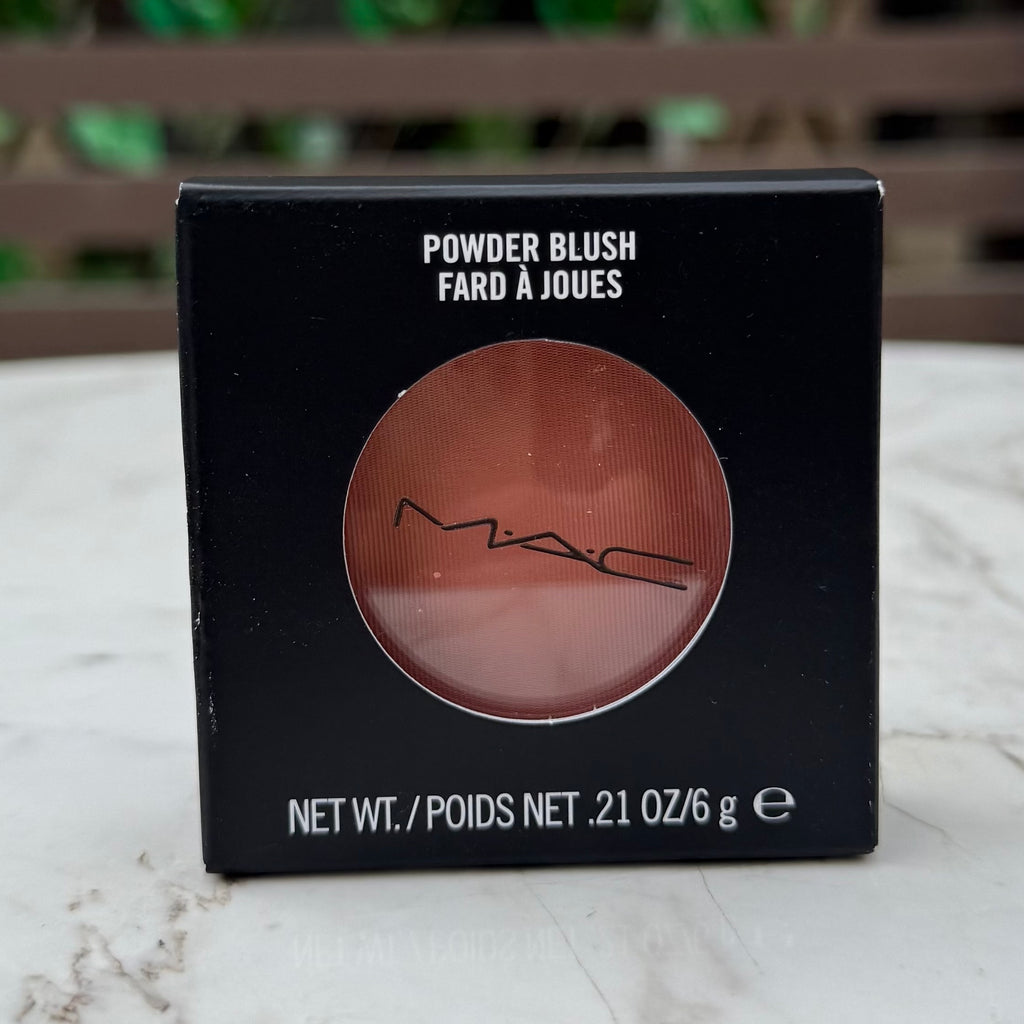 POWDER BLUSH
FARD À JOUES
M·A·C
NET WT. / POIDS NET .21 OZ/6 g ℮